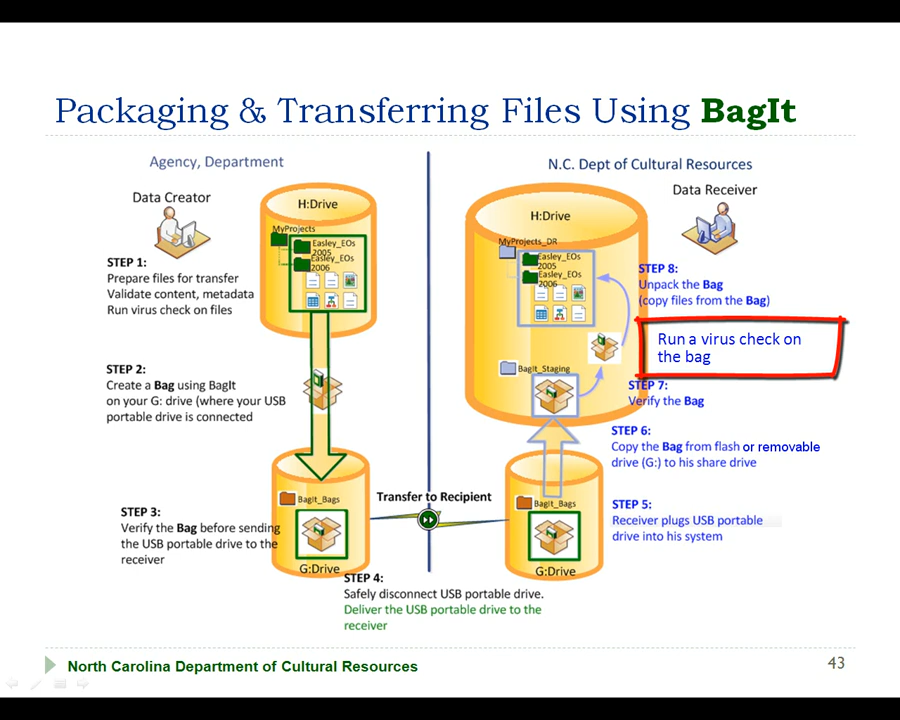 Packaging & Transferring Files Using BagIt
Agency, Department
Data Creator
STEP 1:
Prepare files for transfer
Validate content, metadata
Run virus check on files
H:Drive
MyProjects
Easley_EOs
2005
Easley_EOs
2006
STEP 2:
Create a Bag using BagIt
on your G: drive (where your USB
portable drive is connected
STEP 3:
Verify the Bag before sending
the USB portable drive to the
receiver
BagIt_Bags
G:Drive
Transfer to Recipient
STEP 4:
Safely disconnect USB portable drive.
Deliver the USB portable drive to the
receiver
N.C. Dept of Cultural Resources
Data Receiver
H:Drive
MyProjects_DR
Easley_EOs
2005
Easley_EOs
2006
BagIt_Staging
STEP 8:
Unpack the Bag
(copy files from the Bag)
Run a virus check on
the bag
STEP 7:
Verify the Bag
STEP 6:
Copy the Bag from flash or removable
drive (G:) to his share drive
STEP 5:
Receiver plugs USB portable
drive into his system
BagIt_Bags
G:Drive
North Carolina Department of Cultural Resources
43